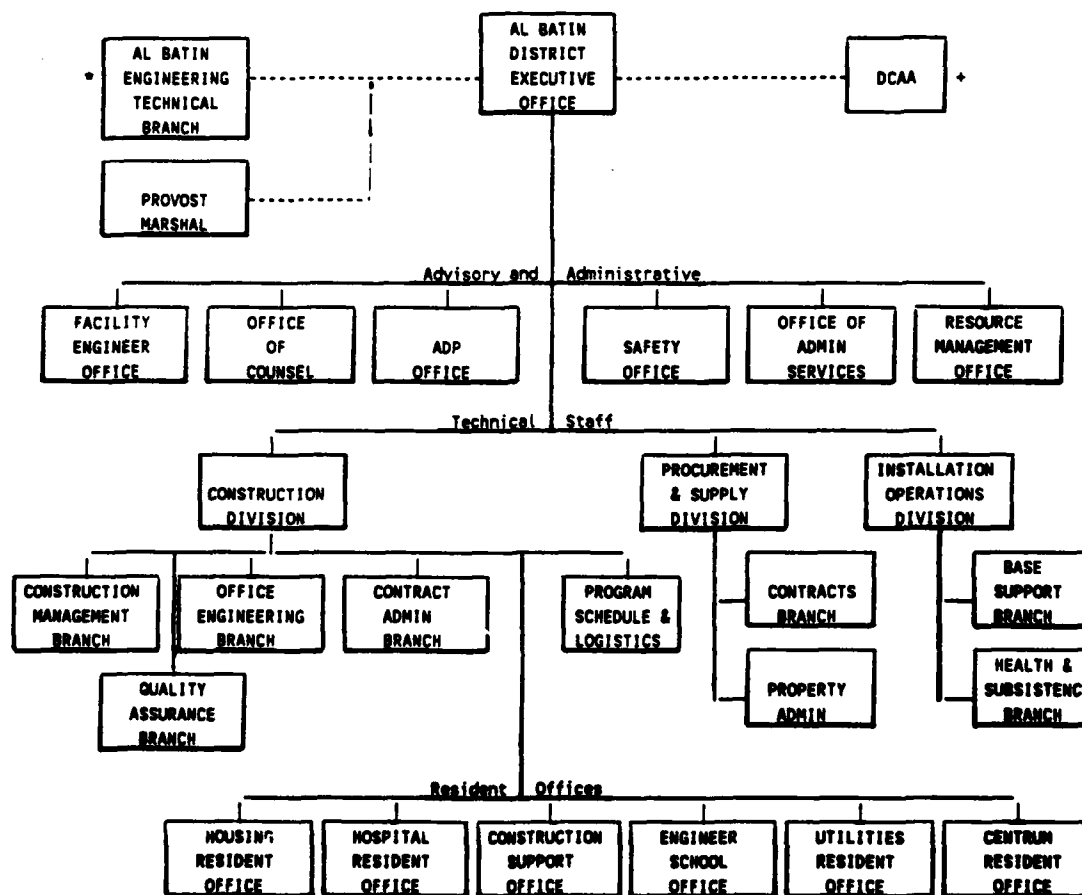 AL BATIN
ENGINEERING
TECHNICAL
BRANCH
*
AL BATIN
DISTRICT
EXECUTIVE
OFFICE
DCAA
+
PROVOST
MARSHAL
Advisory and Administrative
FACILITY
ENGINEER
OFFICE
OFFICE
OF
COUNSEL
ADP
OFFICE
SAFETY
OFFICE
OFFICE OF
ADMIN
SERVICES
RESOURCE
MANAGEMENT
OFFICE
Technical Staff
CONSTRUCTION
DIVISION
PROCUREMENT
& SUPPLY
DIVISION
INSTALLATION
OPERATIONS
DIVISION
CONSTRUCTION
MANAGEMENT
BRANCH
OFFICE
ENGINEERING
BRANCH
CONTRACT
ADMIN
BRANCH
PROGRAM
SCHEDULE &
LOGISTICS
CONTRACTS
BRANCH
BASE
SUPPORT
BRANCH
QUALITY
ASSURANCE
BRANCH
PROPERTY
ADMIN
HEALTH &
SUBSISTENC
BRANCH
Resident Offices
HOUSING
RESIDENT
OFFICE
HOSPITAL
RESIDENT
OFFICE
CONSTRUCTION
SUPPORT
OFFICE
ENGINEER
SCHOOL
OFFICE
UTILITIES
RESIDENT
OFFICE
CENTRUM
RESIDENT
OFFICE